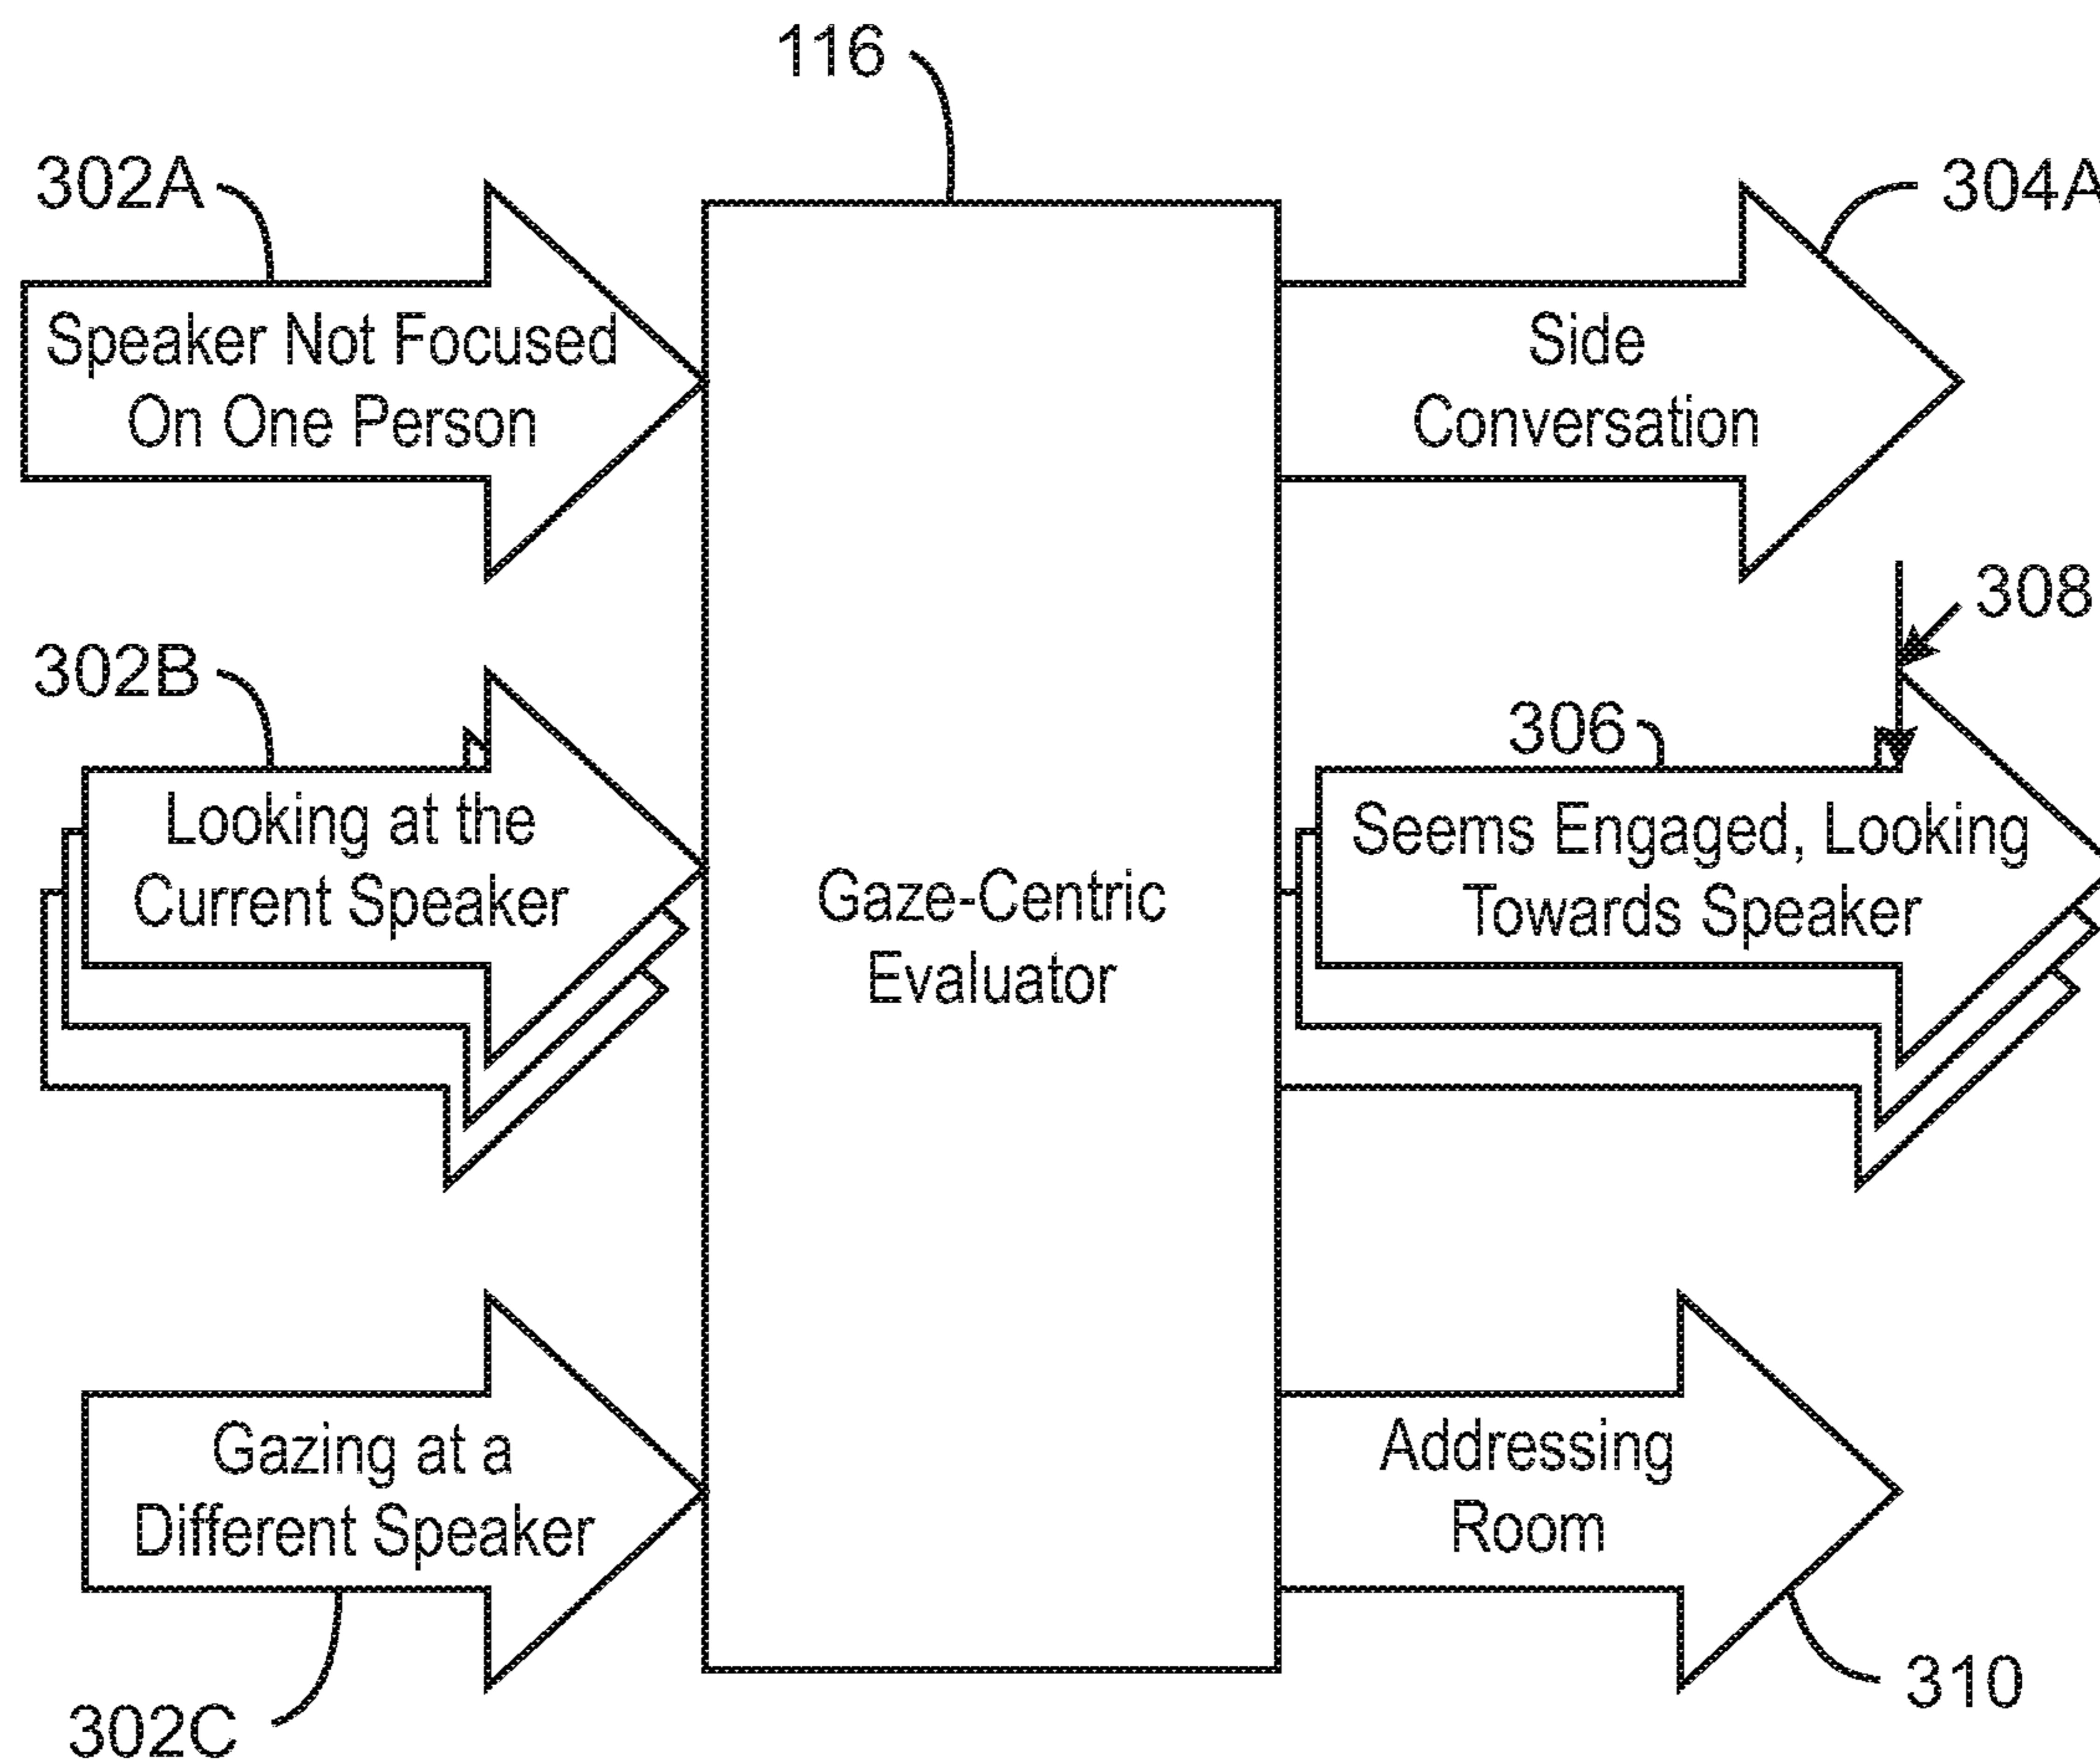 116
302A
304A
Speaker Not Focused
On One Person
Side
Conversation
308
302B
306
Looking at the
Current Speaker
Gaze-Centric
Evaluator
Seems Engaged, Looking
Towards Speaker
Gazing at a
Different Speaker
Addressing
Room
310
302C